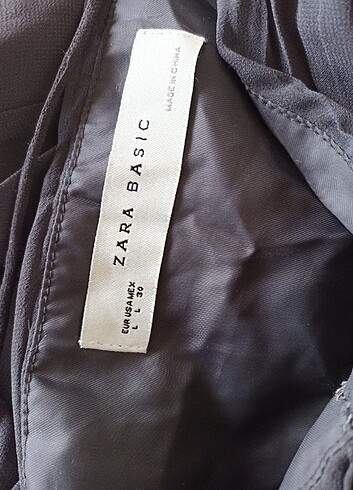 MADE IN CHINA
ZARA BASIC
EUR USA MEX
L L 30